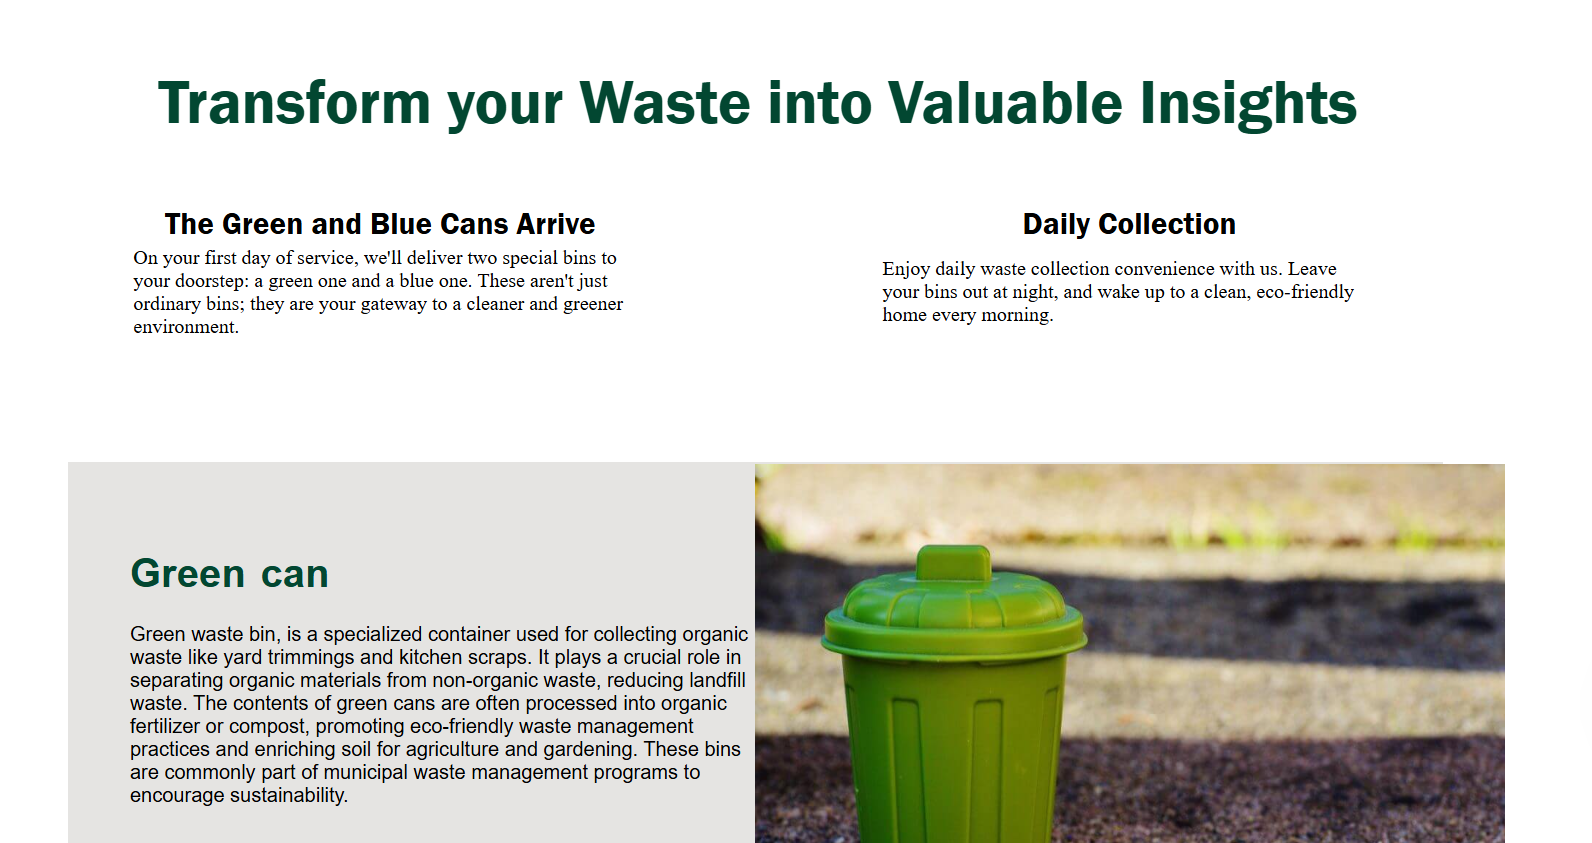 Transform your Waste into Valuable Insights
The Green and Blue Cans Arrive
On your first day of service, we'll deliver two special bins to
your doorstep: a green one and a blue one. These aren't just
ordinary bins; they are your gateway to a cleaner and greener
environment.
Daily Collection
Enjoy daily waste collection convenience with us. Leave
your bins out at night, and wake up to a clean, eco-friendly
home every morning.
Green can
Green waste bin, is a specialized container used for collecting organic
waste like yard trimmings and kitchen scraps. It plays a crucial role in
separating organic materials from non-organic waste, reducing landfill
waste. The contents of green cans are often processed into organic
fertilizer or compost, promoting eco-friendly waste management
practices and enriching soil for agriculture and gardening. These bins
are commonly part of municipal waste management programs to
encourage sustainability.